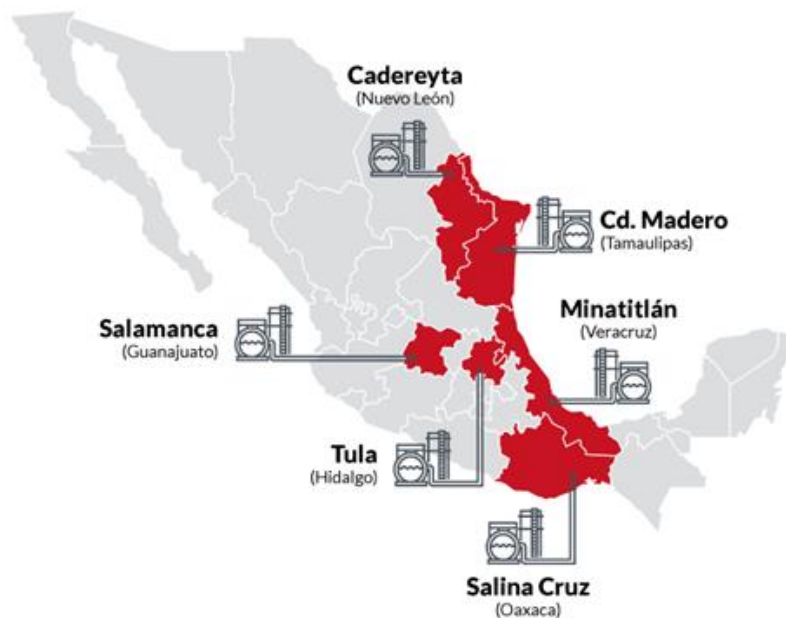 Cadereyta
(Nuevo León)
Cd. Madero
(Tamaulipas)
Minatitlán
(Veracruz)
Salamanca
(Guanajuato)
Tula
(Hidalgo)
Salina Cruz
(Oaxaca)